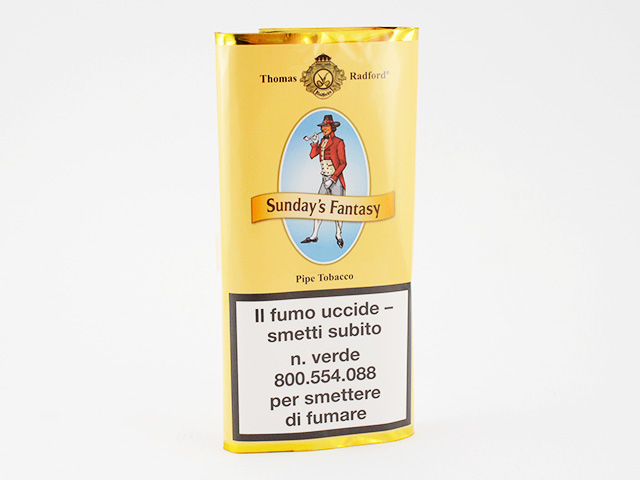 Thomas Radford®
Sunday's Fantasy
Pipe Tobacco
Il fumo uccide –
smetti subito
n. verde
800.554.088
per smettere
di fumare